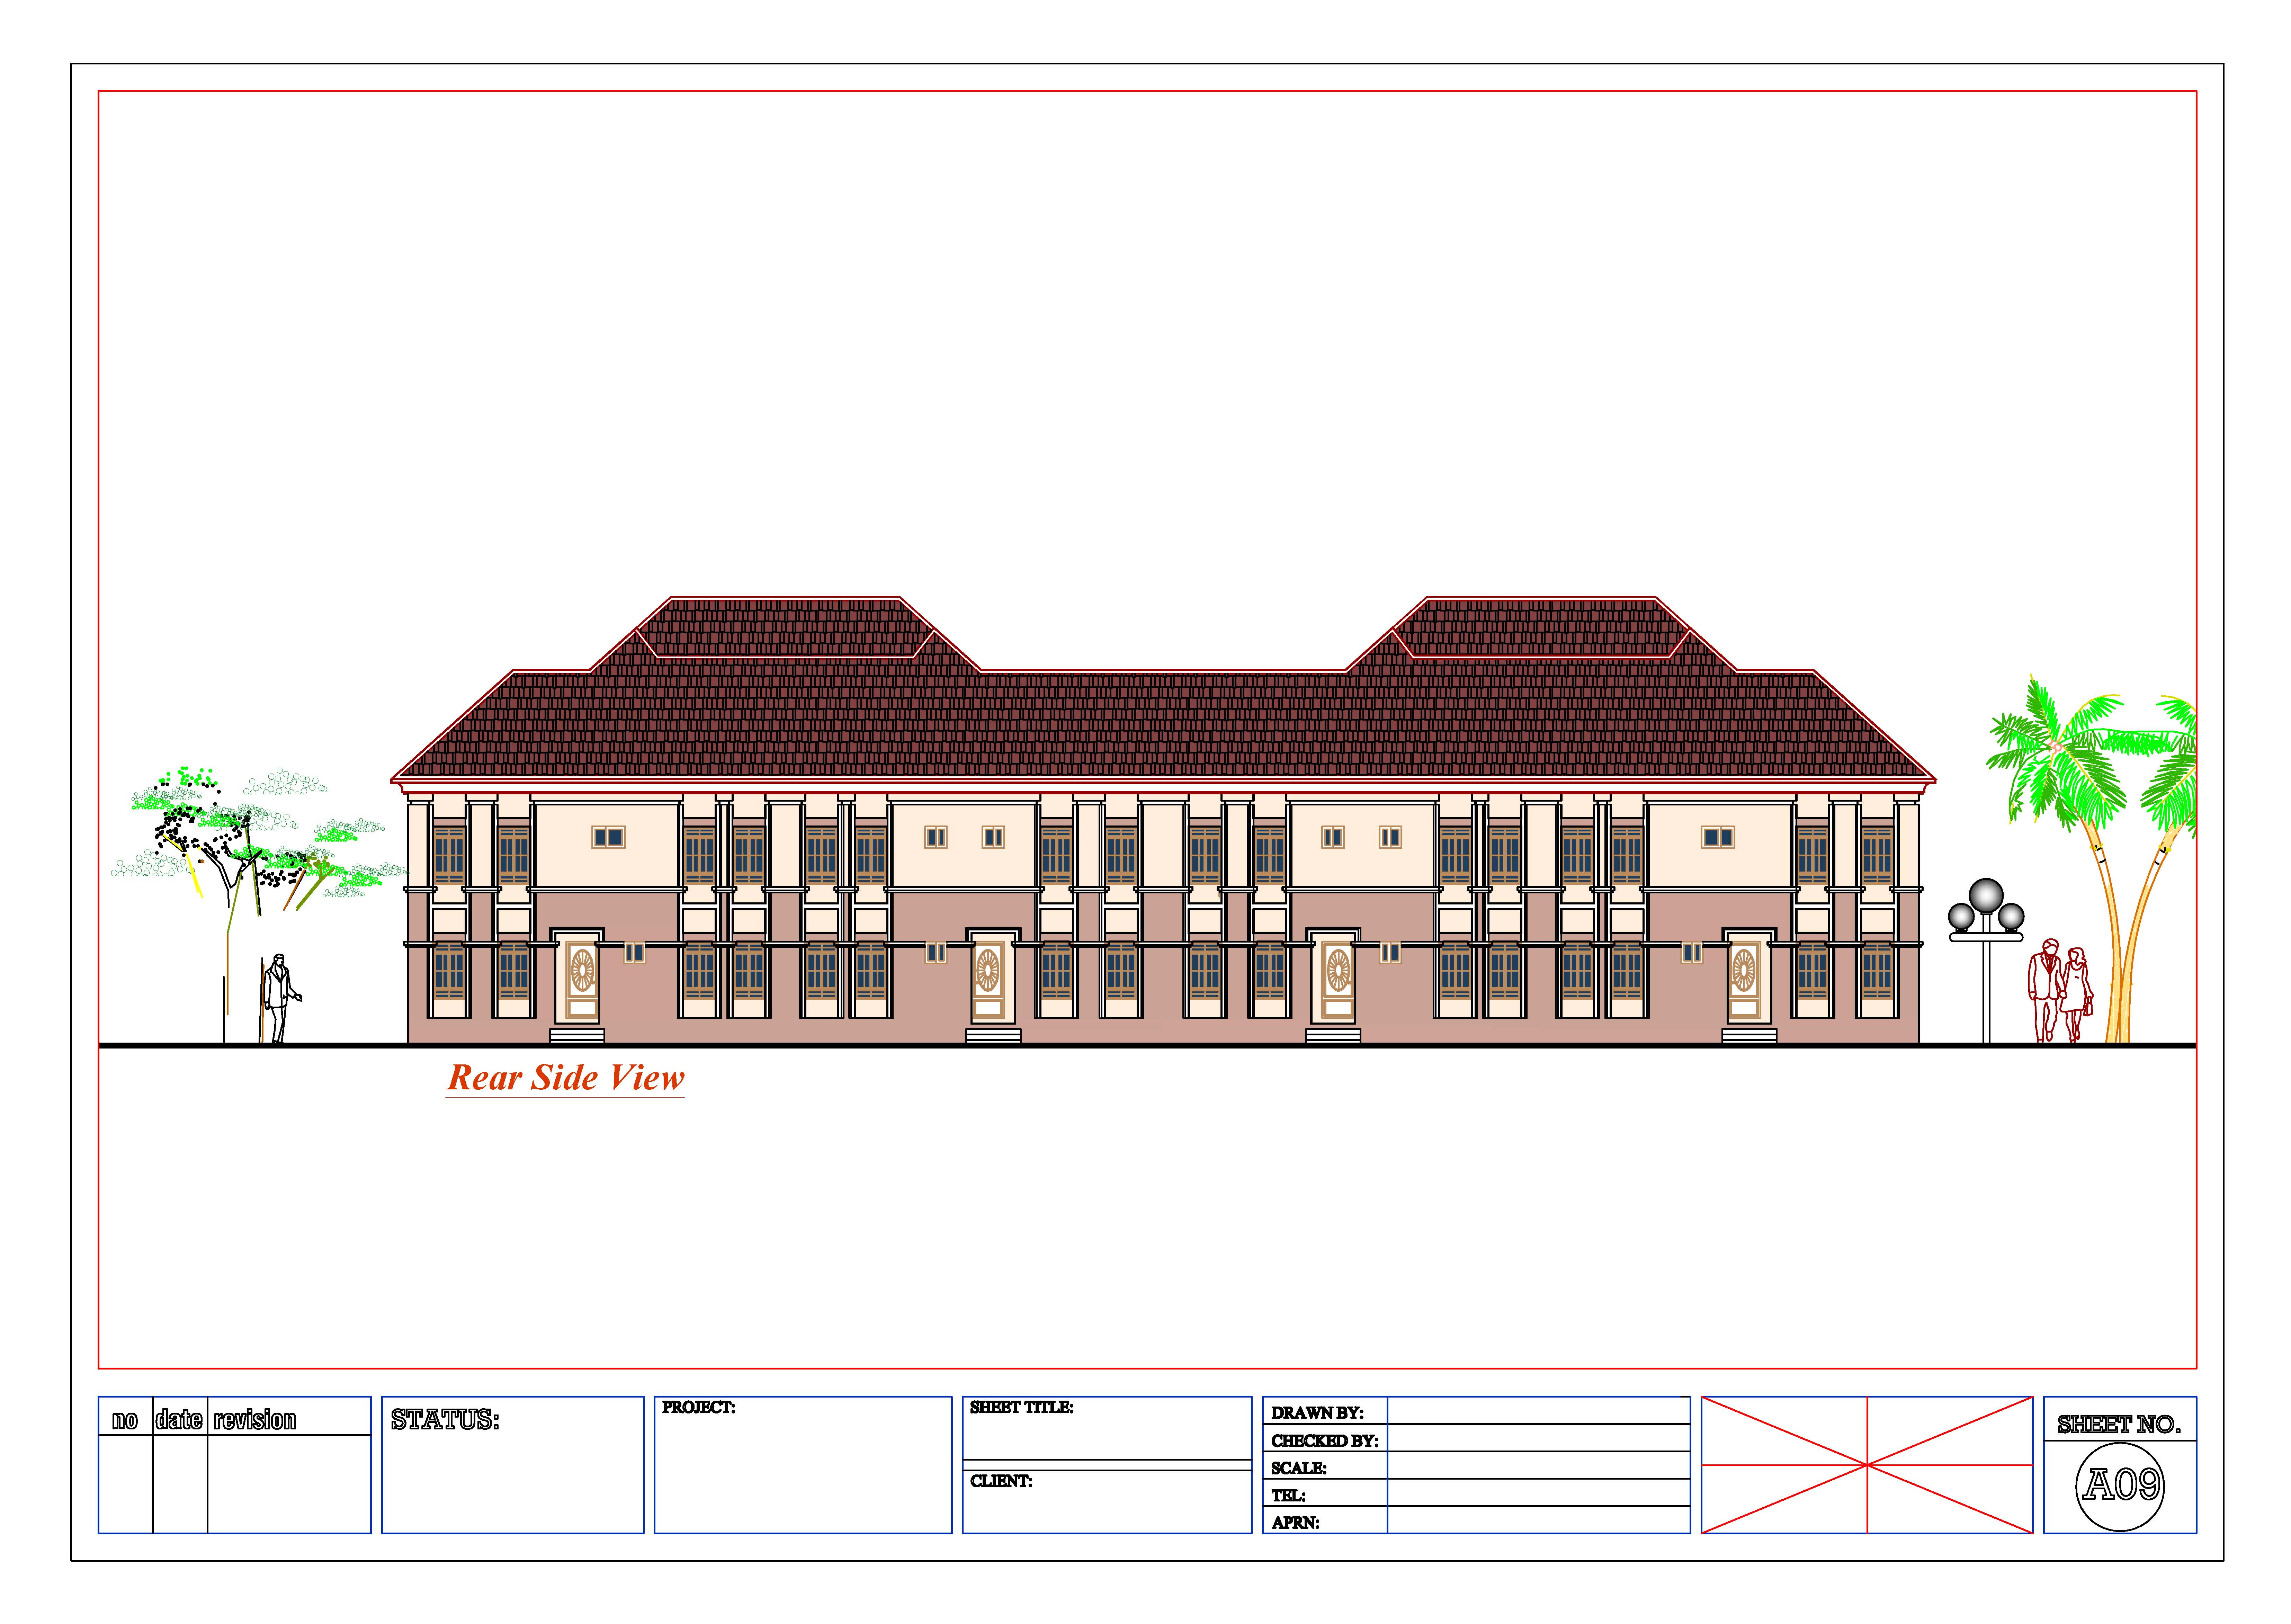 Rear Side View
no date revision
STATUS:
PROJECT:
SHEET TITLE:
CLIENT:
DRAWN BY:
CHECKED BY:
SCALE:
TEL:
APRN:
SHEET NO.
A09